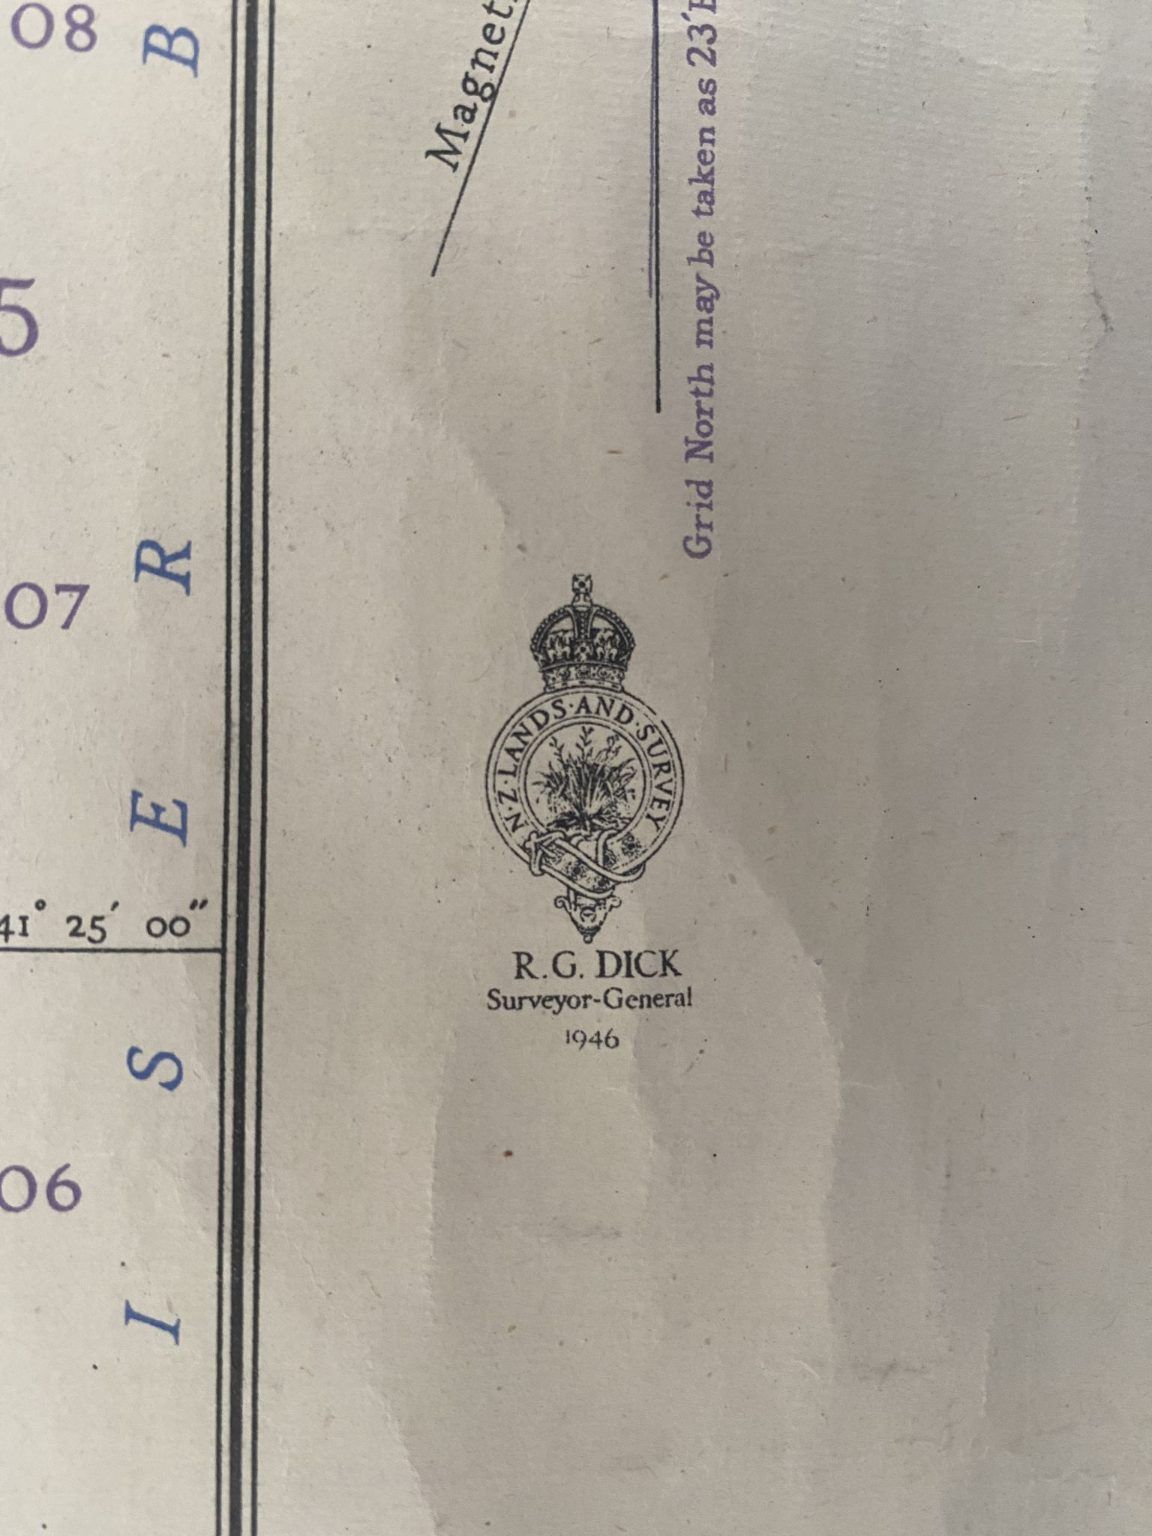 08
B
Magnet
Grid North may be taken as 23′E
5
07
R
N·Z·LANDS·AND·SURVEY
E
41° 25′ 00″
R.G. DICK
Surveyor-General
1946
S
06
I